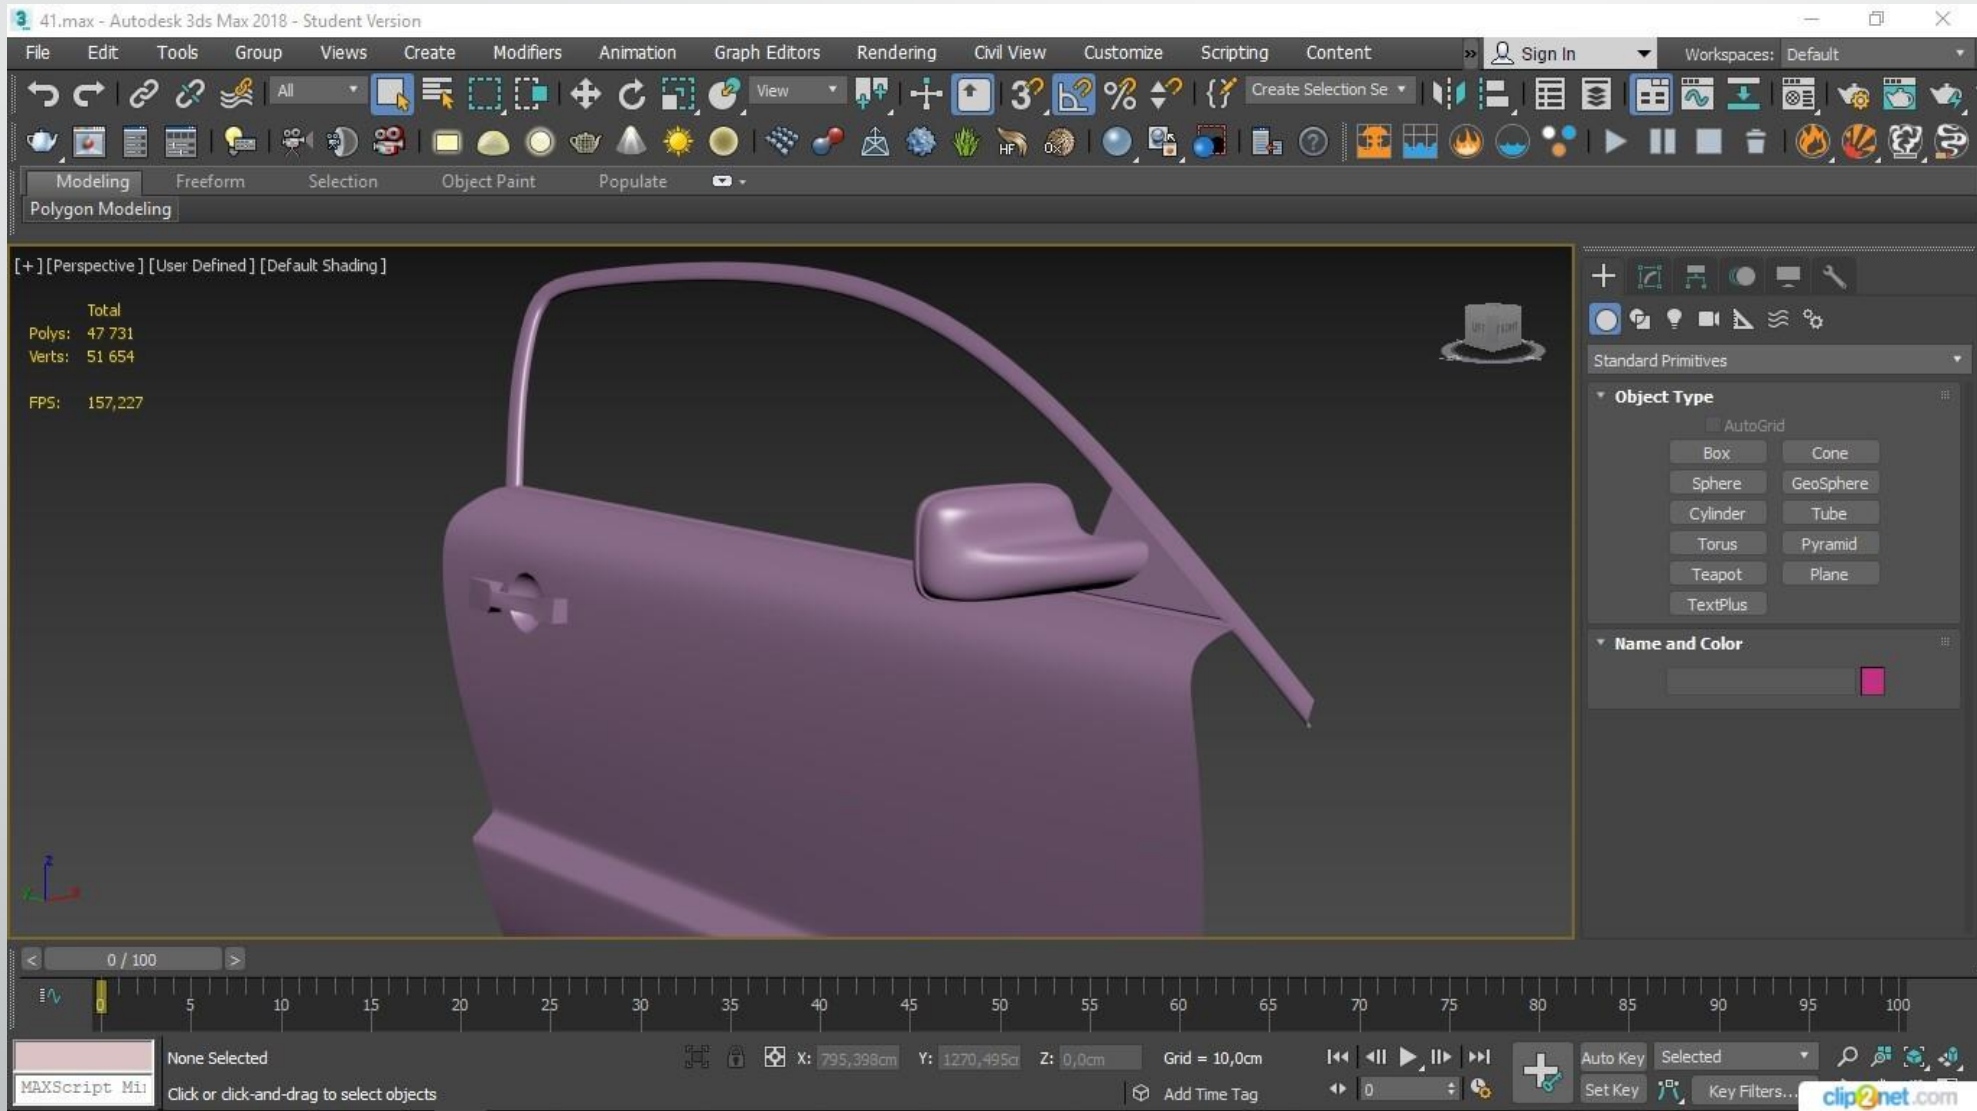 41.max - Autodesk 3ds Max 2018 - Student Version
File Edit Tools Group Views Create Modifiers Animation Graph Editors Rendering Civil View Customize Scripting Content » Sign In Workspaces: Default
All View Create Selection Se
Modeling Freeform Selection Object Paint Populate
Polygon Modeling
[+] [Perspective] [User Defined] [Default Shading]
Total
Polys: 47 731
Verts: 51 654
FPS: 157,227
Standard Primitives
Object Type
AutoGrid
Box Cone
Sphere GeoSphere
Cylinder Tube
Torus Pyramid
Teapot Plane
TextPlus
Name and Color
z
< 0 / 100 >
0 5 10 15 20 25 30 35 40 45 50 55 60 65 70 75 80 85 90 95 100
None Selected X: 795,398cm Y: 1270,495c Z: 0,0cm Grid = 10,0cm Auto Key Selected
MAXScript Mi Click or click-and-drag to select objects Add Time Tag 0 Set Key Key Filters...
clip2net.com